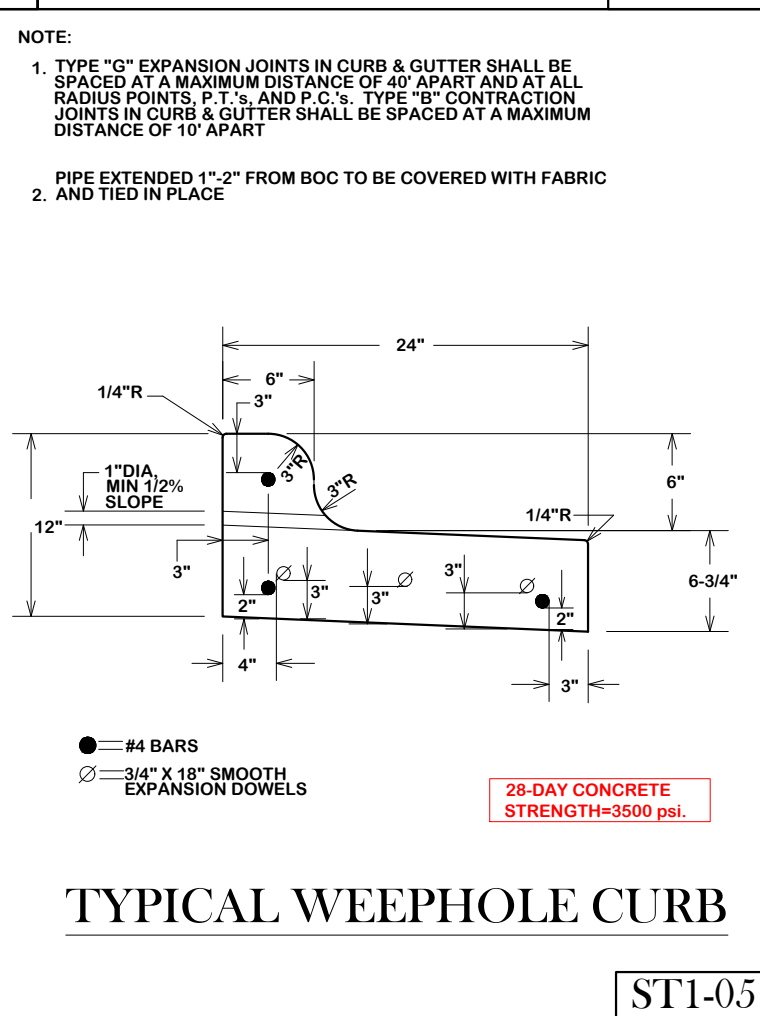 NOTE:
1. TYPE "G" EXPANSION JOINTS IN CURB & GUTTER SHALL BE
SPACED AT A MAXIMUM DISTANCE OF 40' APART AND AT ALL
RADIUS POINTS, P.T.'s, AND P.C.'s. TYPE "B" CONTRACTION
JOINTS IN CURB & GUTTER SHALL BE SPACED AT A MAXIMUM
DISTANCE OF 10' APART
PIPE EXTENDED 1"-2" FROM BOC TO BE COVERED WITH FABRIC
2. AND TIED IN PLACE
24"
6"
1/4"R
3"
3"R
3"R
1"DIA,
MIN 1/2%
SLOPE
6"
12"
1/4"R
3"
3"
6-3/4"
2"
3"
3"
2"
4"
3"
#4 BARS
3/4" X 18" SMOOTH
EXPANSION DOWELS
28-DAY CONCRETE
STRENGTH=3500 psi.
TYPICAL WEEPHOLE CURB
ST1-05